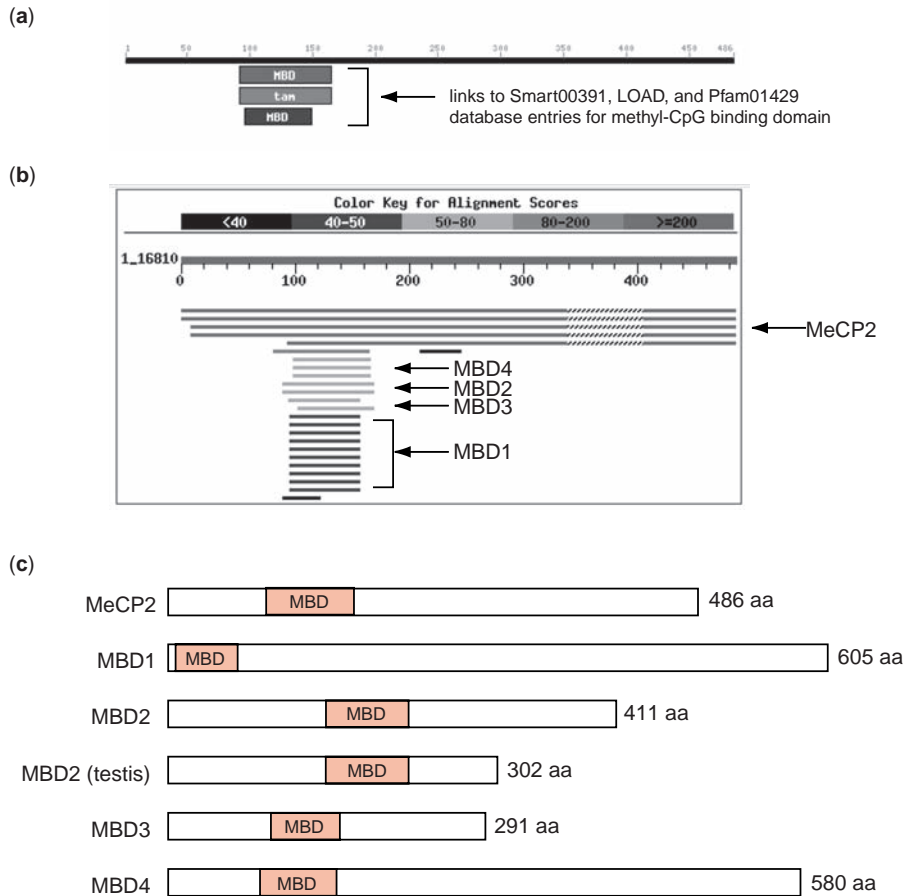 (a)
1 50 100 150 200 250 300 350 400 450 486
MBD
tam
MBD
links to Smart00391, LOAD, and Pfam01429
database entries for methyl-CpG binding domain
(b)
Color Key for Alignment Scores
<40 40-50 50-80 80-200 >=200
1_16810
0 100 200 300 400
MeCP2
MBD4
MBD2
MBD3
MBD1
(c)
MeCP2 MBD 486 aa
MBD1 MBD 605 aa
MBD2 MBD 411 aa
MBD2 (testis) MBD 302 aa
MBD3 MBD 291 aa
MBD4 MBD 580 aa